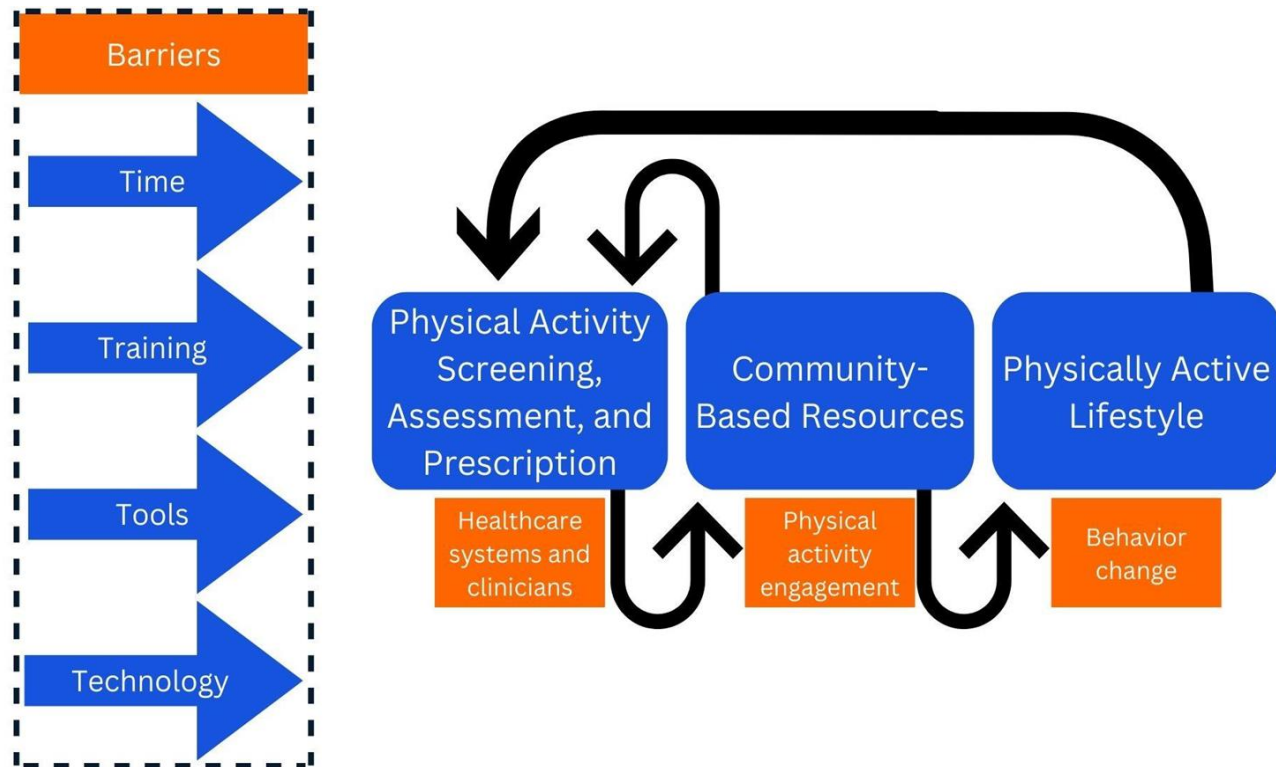 Barriers
Time
Training
Tools
Technology
Physical Activity
Screening,
Assessment, and
Prescription
Community-
Based Resources
Physically Active
Lifestyle
Healthcare
systems and
clinicians
Physical
activity
engagement
Behavior
change